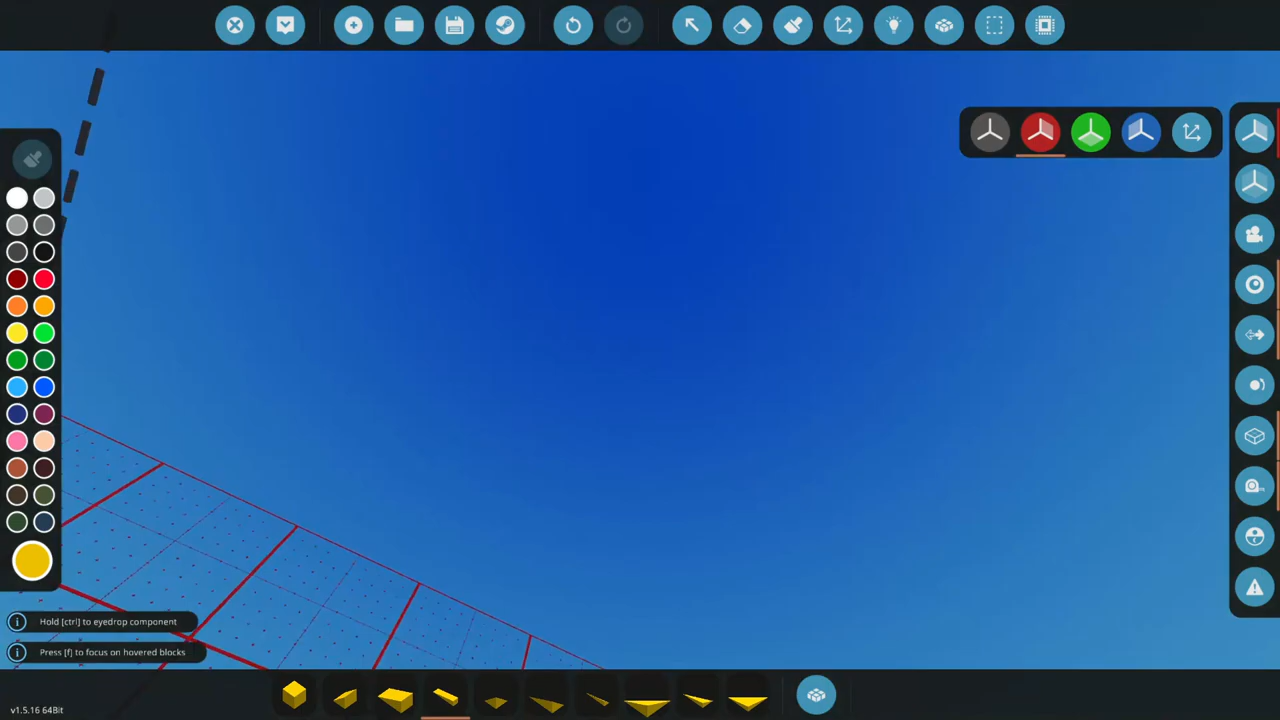 Hold [ctrl] to eyedrop component
Press [f] to focus on hovered blocks
v1.5.16 64Bit